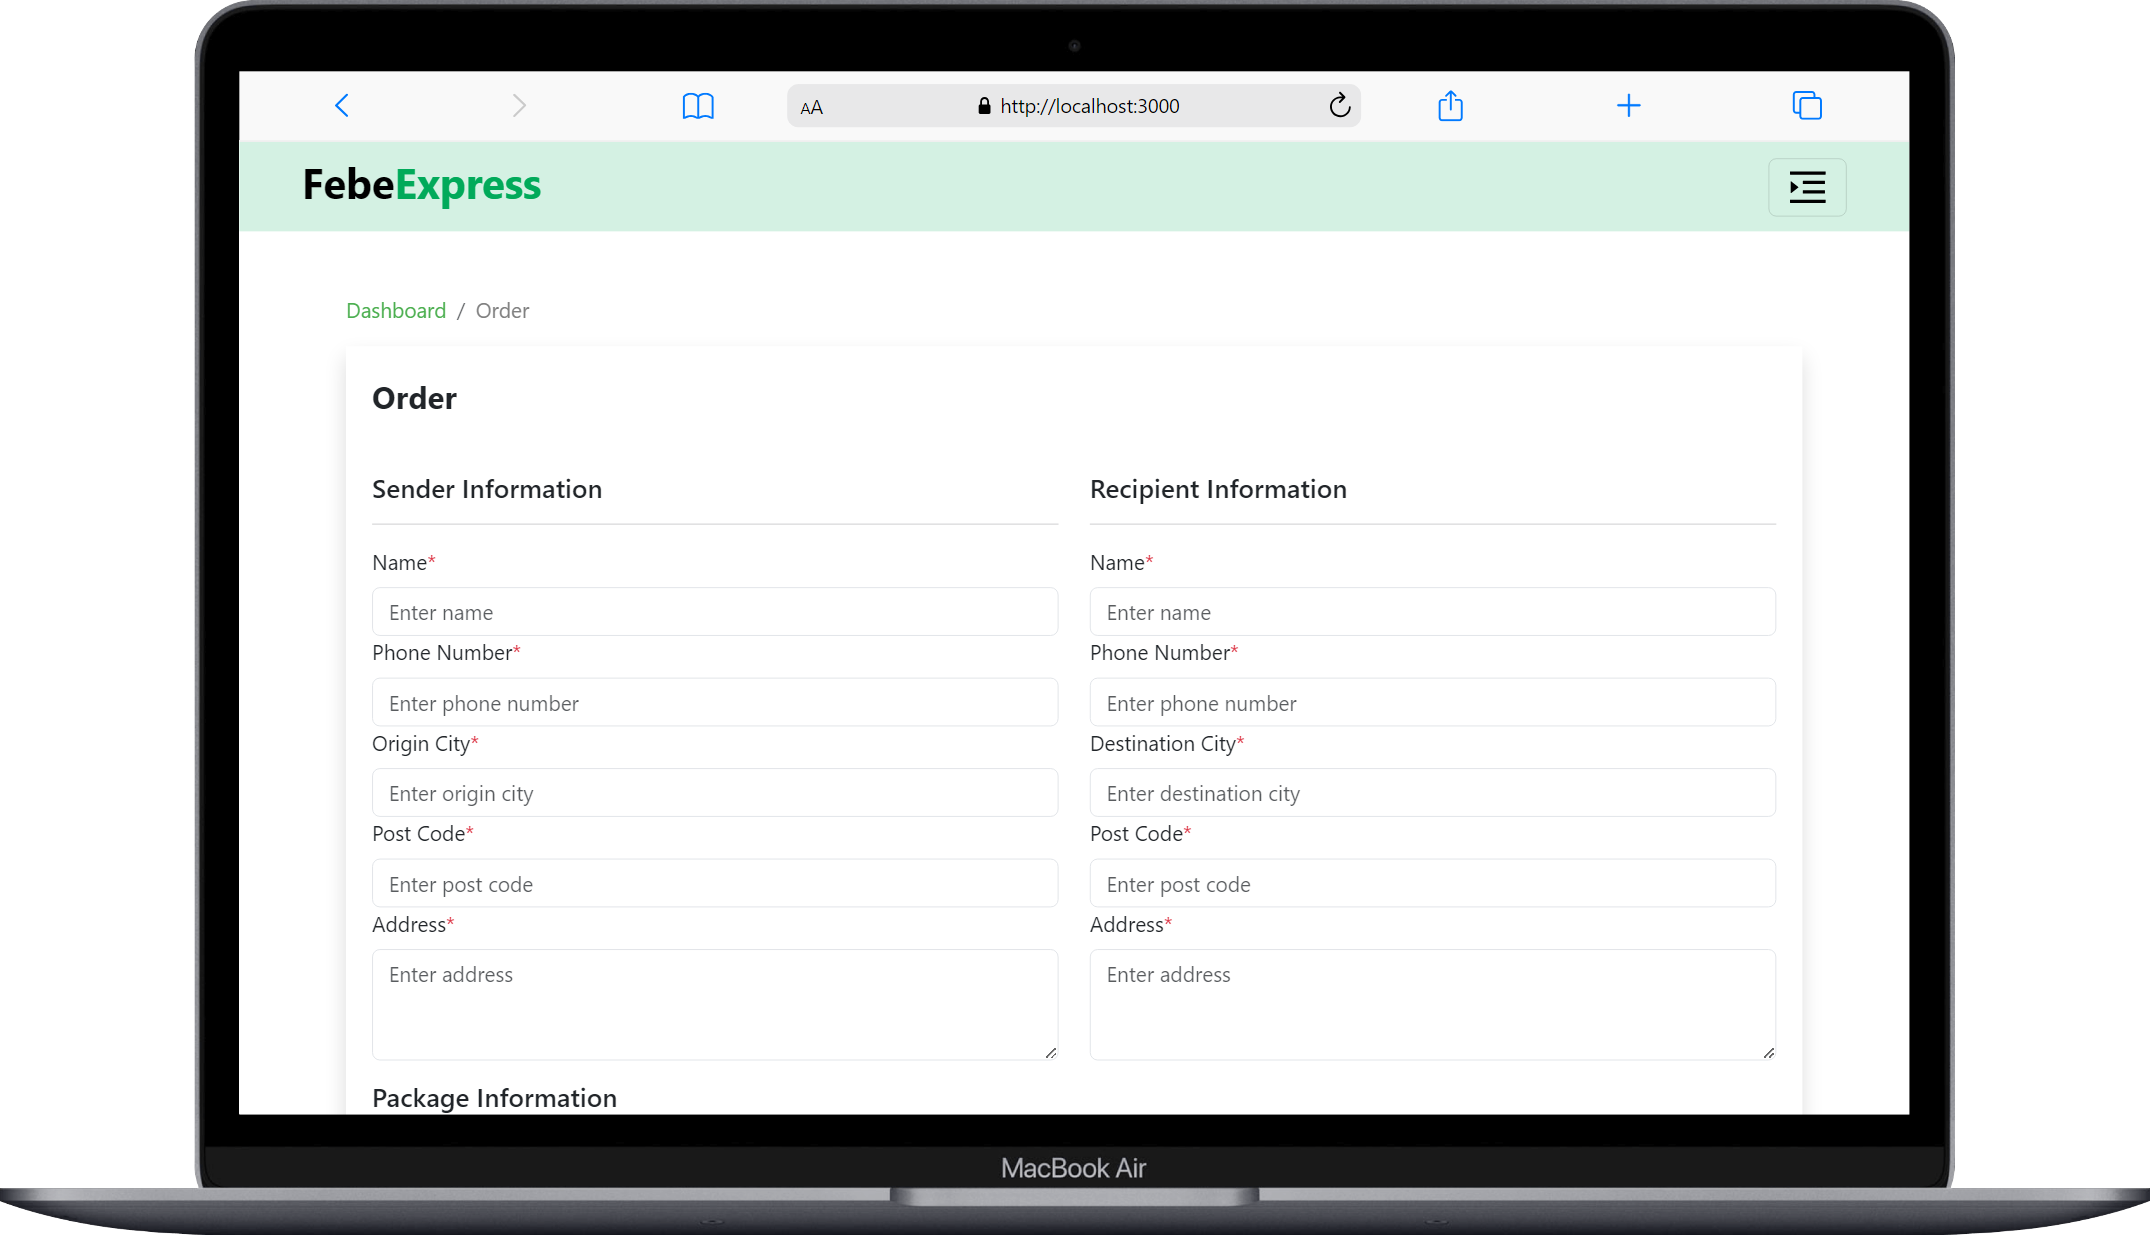 AA http://localhost:3000
FebeExpress
Dashboard / Order
Order
Sender Information
Name*
Enter name
Phone Number*
Enter phone number
Origin City*
Enter origin city
Post Code*
Enter post code
Address*
Enter address
Recipient Information
Name*
Enter name
Phone Number*
Enter phone number
Destination City*
Enter destination city
Post Code*
Enter post code
Address*
Enter address
Package Information
MacBook Air